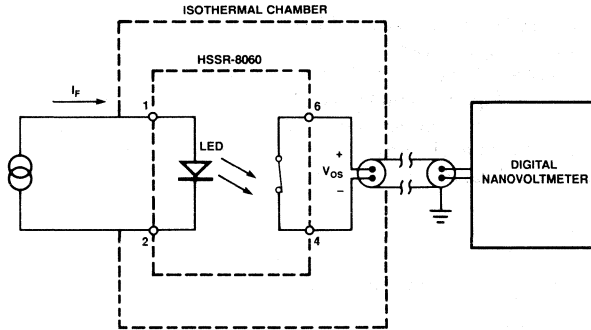 ISOTHERMAL CHAMBER
HSSR-8060
IF
1
6
LED
+
VOS
−
2
4
DIGITAL
NANOVOLTMETER